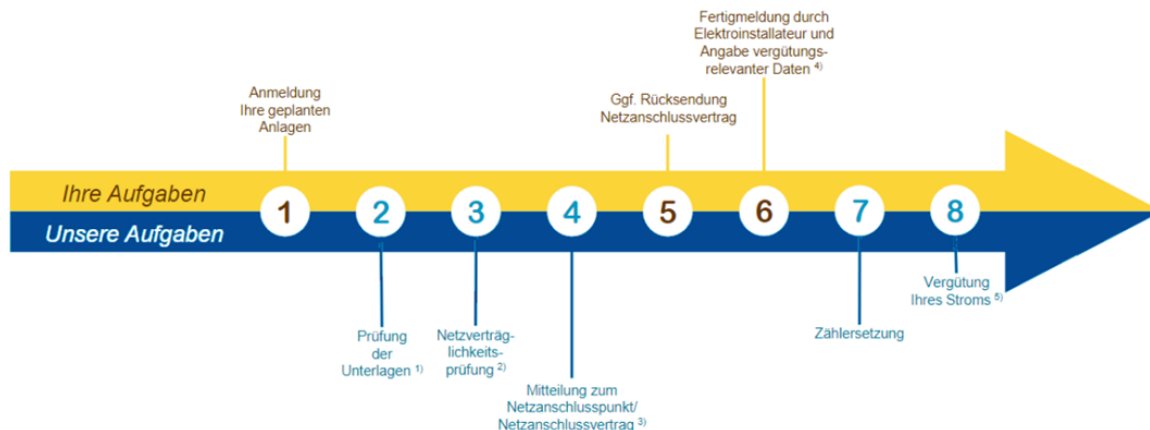 Fertigmeldung durch
Elektroinstallateur und
Angabe vergütungs-
relevanter Daten 4)
Anmeldung
Ihre geplanten
Anlagen
Ggf. Rücksendung
Netzanschlussvertrag
Ihre Aufgaben
1 2 3 4 5 6 7 8
Unsere Aufgaben
Prüfung
der
Unterlagen 1)
Netzverträg-
lichkeits-
prüfung 2)
Mitteilung zum
Netzanschlusspunkt/
Netzanschlussvertrag 3)
Zählersetzung
Vergütung
Ihres Stroms 5)